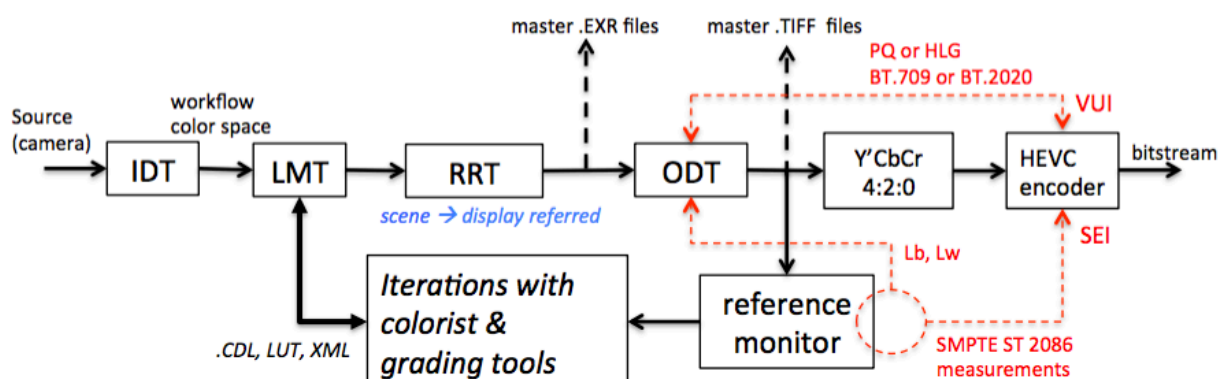 master .EXR files
master .TIFF files
PQ or HLG
BT.709 or BT.2020
VUI
Source
(camera)
workflow
color space
IDT
LMT
RRT
ODT
Y'CbCr
4:2:0
HEVC
encoder
bitstream
scene → display referred
SEI
Lb, Lw
Iterations with
colorist &
grading tools
reference
monitor
.CDL, LUT, XML
SMPTE ST 2086
measurements